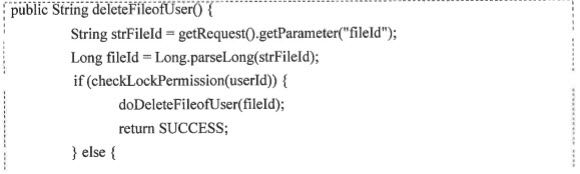 public String deleteFileofUser() {
String strFileId = getRequest().getParameter("fileId");
Long fileId = Long.parseLong(strFileId);
if (checkLockPermission(userId)) {
doDeleteFileofUser(fileId);
return SUCCESS;
} else {